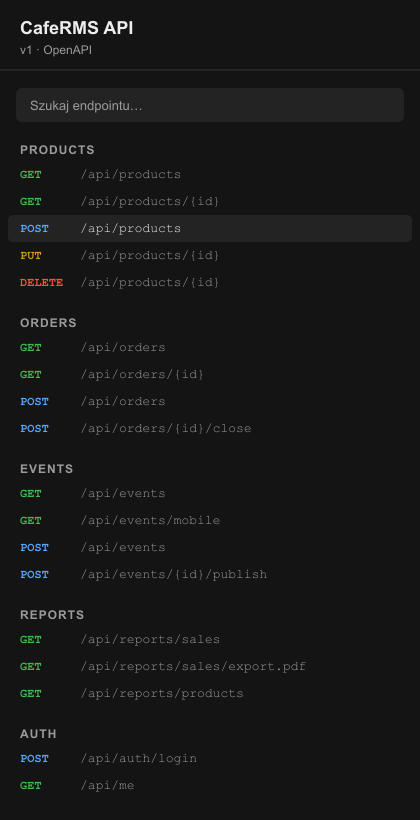 CafeRMS API
v1 · OpenAPI
Szukaj endpointu...
PRODUCTS
GET /api/products
GET /api/products/{id}
POST /api/products
PUT /api/products/{id}
DELETE /api/products/{id}
ORDERS
GET /api/orders
GET /api/orders/{id}
POST /api/orders
POST /api/orders/{id}/close
EVENTS
GET /api/events
GET /api/events/mobile
POST /api/events
POST /api/events/{id}/publish
REPORTS
GET /api/reports/sales
GET /api/reports/sales/export.pdf
GET /api/reports/products
AUTH
POST /api/auth/login
GET /api/me